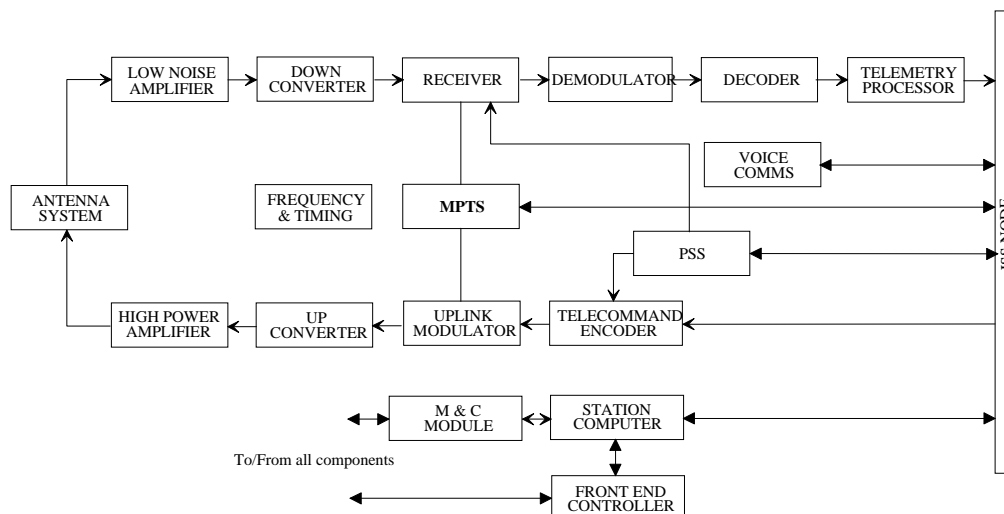 LOW NOISE
AMPLIFIER
DOWN
CONVERTER
RECEIVER
DEMODULATOR
DECODER
TELEMETRY
PROCESSOR
VOICE
COMMS
ANTENNA
SYSTEM
FREQUENCY
& TIMING
MPTS
PSS
HIGH POWER
AMPLIFIER
UP
CONVERTER
UPLINK
MODULATOR
TELECOMMAND
ENCODER
M & C
MODULE
STATION
COMPUTER
To/From all components
FRONT END
CONTROLLER
NODE